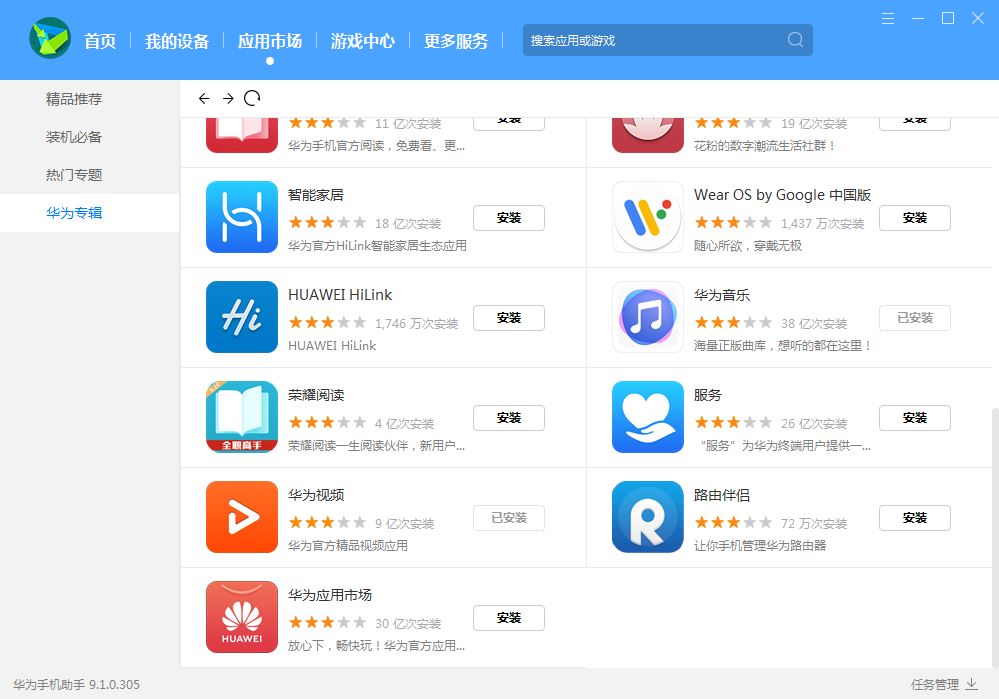 首页
我的设备
应用市场
游戏中心
更多服务
搜索应用或游戏
精品推荐
装机必备
热门专题
华为专辑
11 亿次安装
安装
华为手机官方阅读，免费看、更...
19 亿次安装
安装
花粉的数字潮流生活社群！
智能家居
18 亿次安装
安装
华为官方HiLink智能家居生态应用
Wear OS by Google 中国版
1,437 万次安装
安装
随心所欲，穿戴无极
Hi
HUAWEI HiLink
1,746 万次安装
安装
HUAWEI HiLink
华为音乐
38 亿次安装
已安装
海量正版曲库，想听的都在这里！
全职高手
荣耀阅读
4 亿次安装
安装
荣耀阅读一生阅读伙伴，新用户...
服务
26 亿次安装
安装
“服务”为华为终端用户提供一...
华为视频
9 亿次安装
已安装
华为官方精品视频应用
R
路由伴侣
72 万次安装
安装
让你手机管理华为路由器
HUAWEI
华为应用市场
30 亿次安装
安装
放心下，畅快玩！华为官方应用...
华为手机助手 9.1.0.305
任务管理